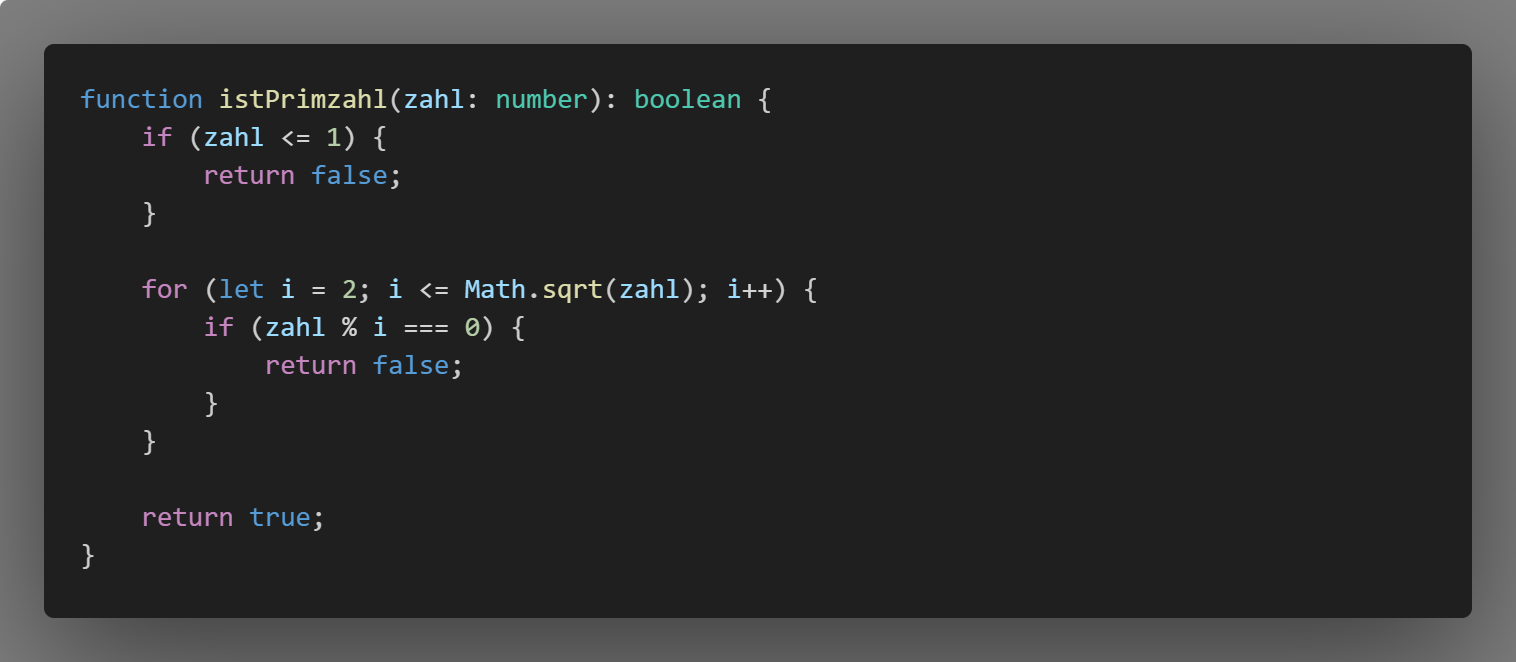 function istPrimzahl(zahl: number): boolean {
    if (zahl <= 1) {
        return false;
    }

    for (let i = 2; i <= Math.sqrt(zahl); i++) {
        if (zahl % i === 0) {
            return false;
        }
    }

    return true;
}